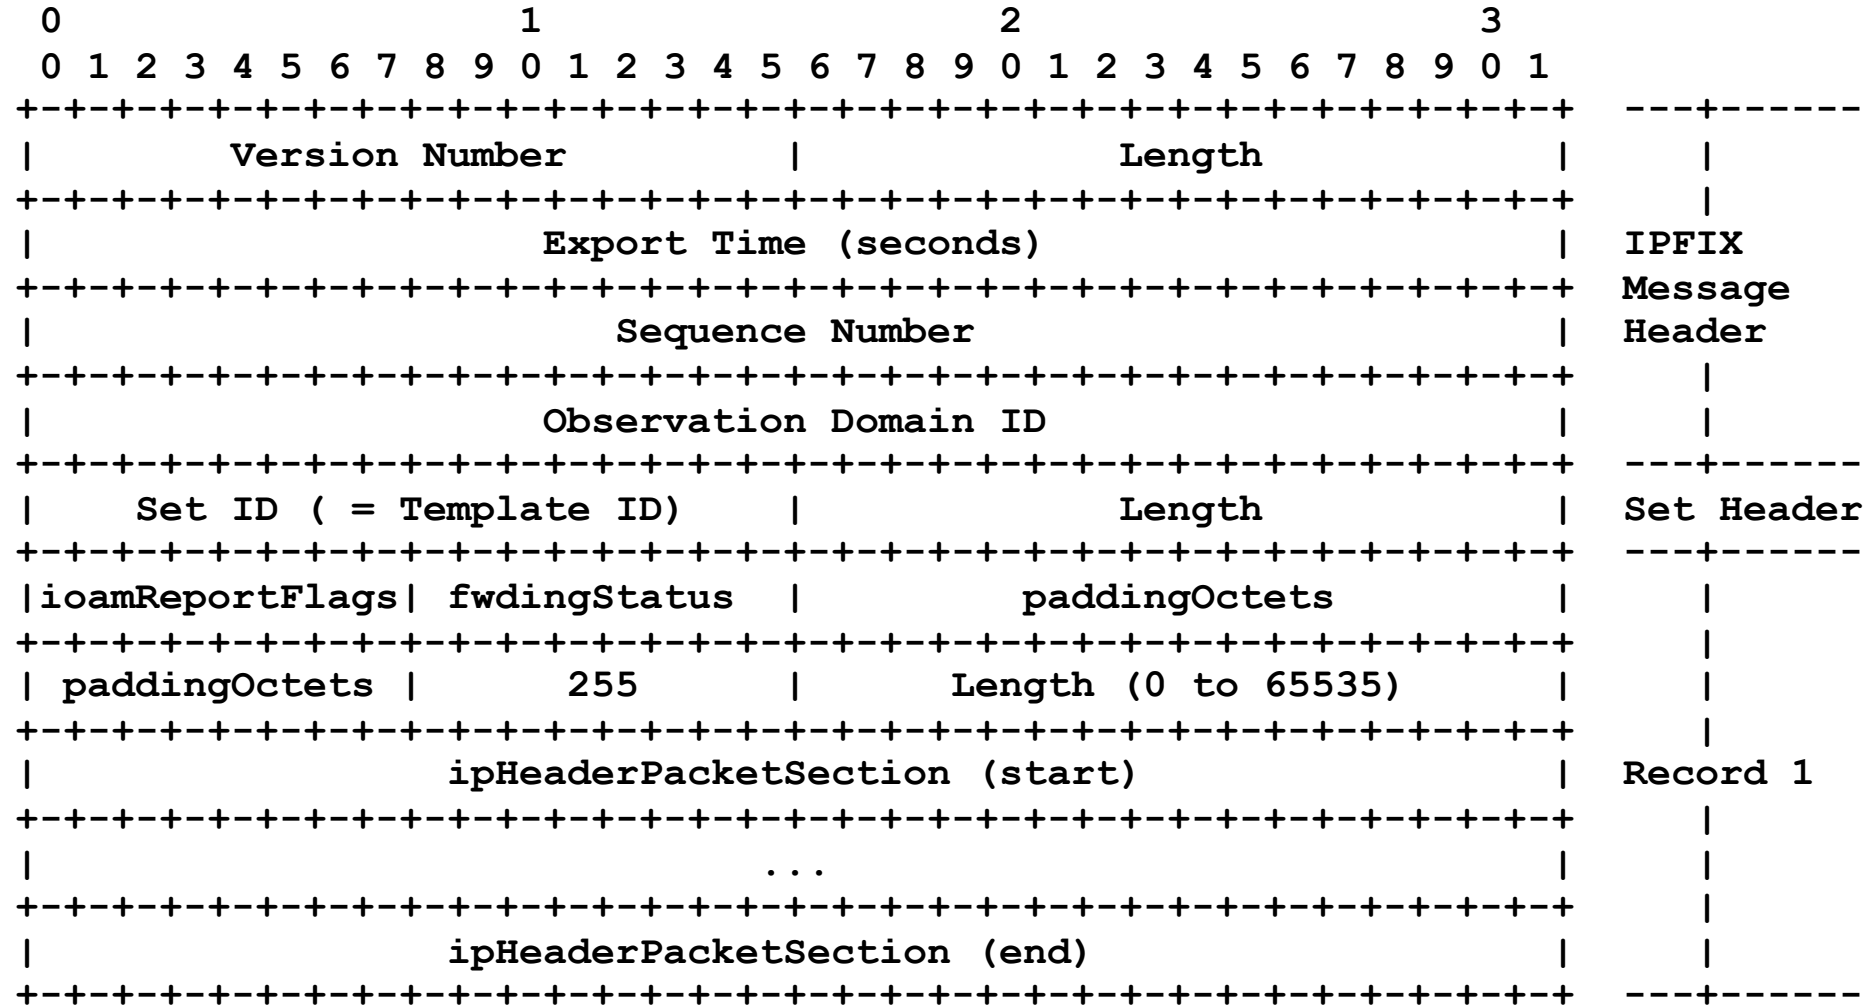 0                   1                   2                   3
 0 1 2 3 4 5 6 7 8 9 0 1 2 3 4 5 6 7 8 9 0 1 2 3 4 5 6 7 8 9 0 1
+-+-+-+-+-+-+-+-+-+-+-+-+-+-+-+-+-+-+-+-+-+-+-+-+-+-+-+-+-+-+-+-+  ---+------
|        Version Number         |            Length             |     |
+-+-+-+-+-+-+-+-+-+-+-+-+-+-+-+-+-+-+-+-+-+-+-+-+-+-+-+-+-+-+-+-+     |
|                     Export Time (seconds)                     |  IPFIX
+-+-+-+-+-+-+-+-+-+-+-+-+-+-+-+-+-+-+-+-+-+-+-+-+-+-+-+-+-+-+-+-+  Message
|                        Sequence Number                        |  Header
+-+-+-+-+-+-+-+-+-+-+-+-+-+-+-+-+-+-+-+-+-+-+-+-+-+-+-+-+-+-+-+-+     |
|                     Observation Domain ID                     |     |
+-+-+-+-+-+-+-+-+-+-+-+-+-+-+-+-+-+-+-+-+-+-+-+-+-+-+-+-+-+-+-+-+  ---+------
|    Set ID ( = Template ID)    |            Length             |  Set Header
+-+-+-+-+-+-+-+-+-+-+-+-+-+-+-+-+-+-+-+-+-+-+-+-+-+-+-+-+-+-+-+-+  ---+------
|ioamReportFlags| fwdingStatus  |         paddingOctets         |     |
+-+-+-+-+-+-+-+-+-+-+-+-+-+-+-+-+-+-+-+-+-+-+-+-+-+-+-+-+-+-+-+-+     |
| paddingOctets |      255      |      Length (0 to 65535)      |     |
+-+-+-+-+-+-+-+-+-+-+-+-+-+-+-+-+-+-+-+-+-+-+-+-+-+-+-+-+-+-+-+-+     |
|                 ipHeaderPacketSection (start)                 |  Record 1
+-+-+-+-+-+-+-+-+-+-+-+-+-+-+-+-+-+-+-+-+-+-+-+-+-+-+-+-+-+-+-+-+     |
|                              ...                              |     |
+-+-+-+-+-+-+-+-+-+-+-+-+-+-+-+-+-+-+-+-+-+-+-+-+-+-+-+-+-+-+-+-+     |
|                 ipHeaderPacketSection (end)                   |     |
+-+-+-+-+-+-+-+-+-+-+-+-+-+-+-+-+-+-+-+-+-+-+-+-+-+-+-+-+-+-+-+-+  ---+------